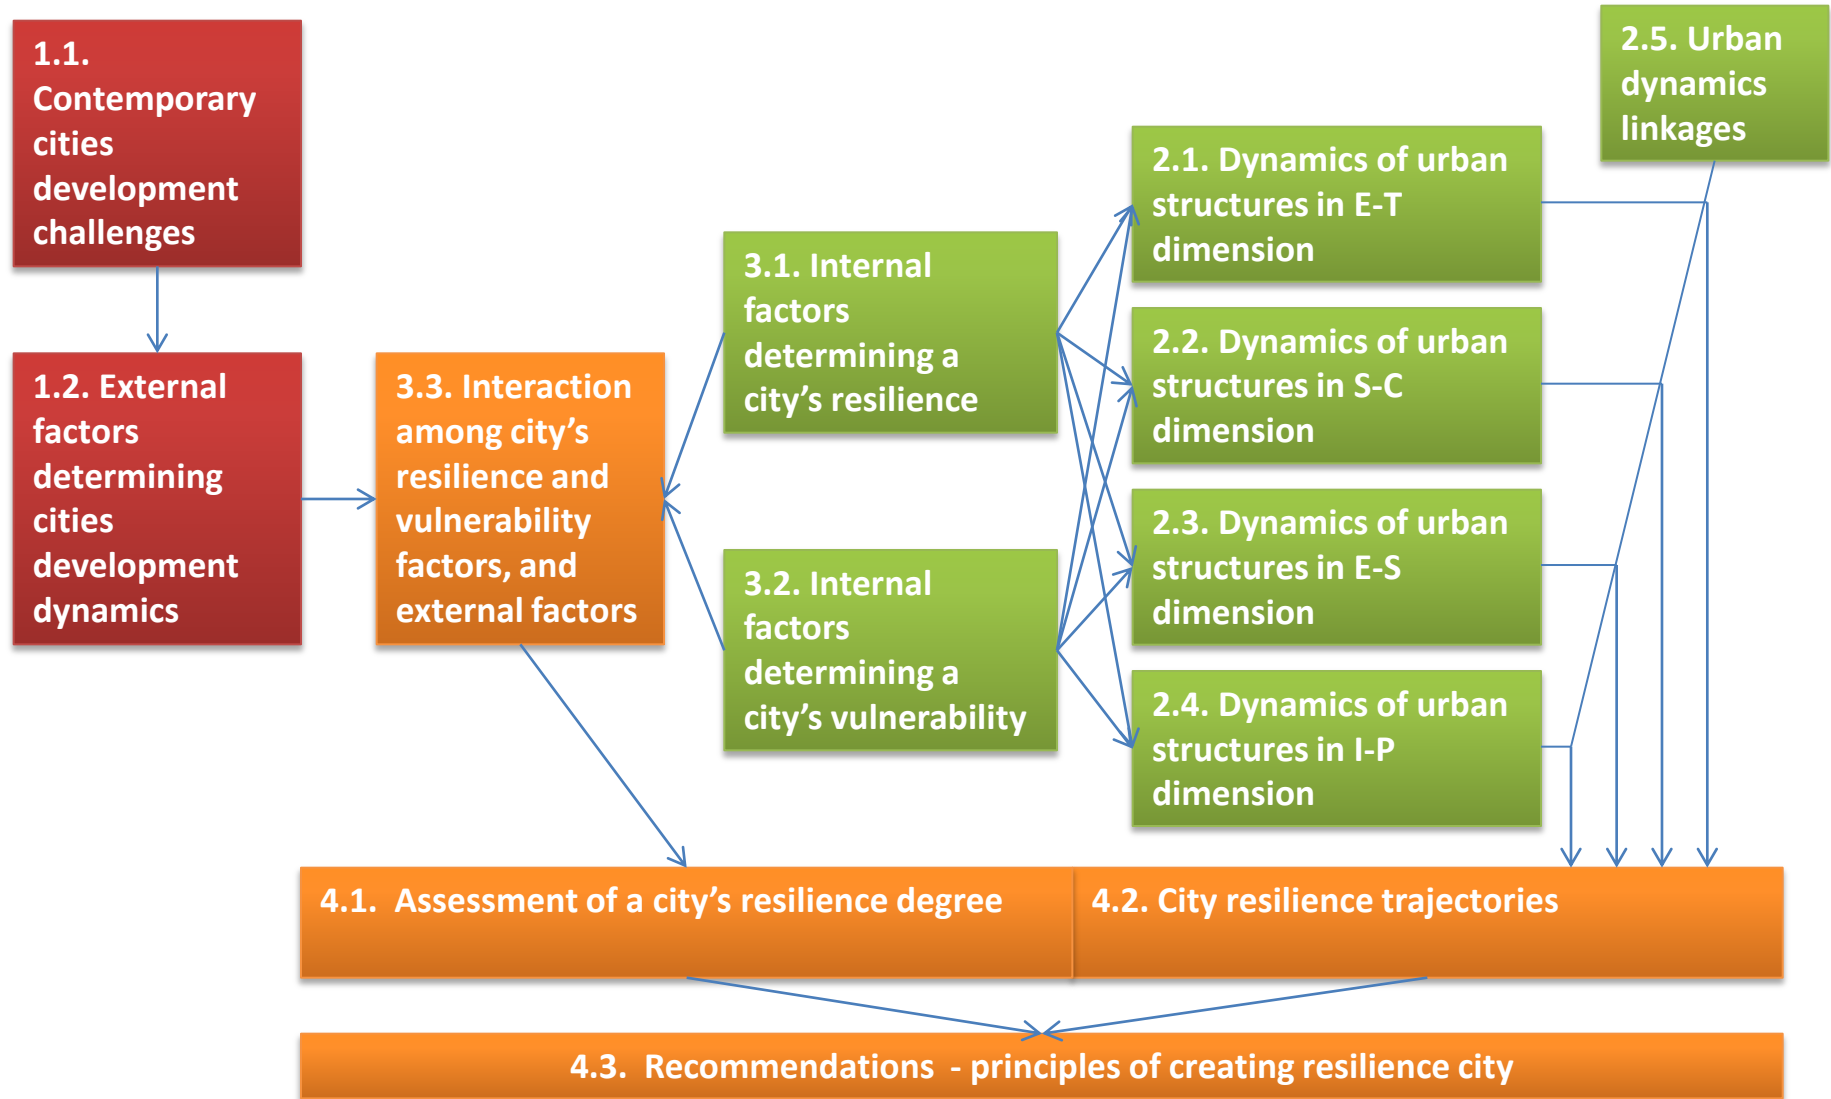 1.1.
Contemporary
cities
development
challenges
1.2. External
factors
determining
cities
development
dynamics
3.3. Interaction
among city’s
resilience and
vulnerability
factors, and
external factors
3.1. Internal
factors
determining a
city’s resilience
3.2. Internal
factors
determining a
city’s vulnerability
2.1. Dynamics of urban
structures in E-T
dimension
2.2. Dynamics of urban
structures in S-C
dimension
2.3. Dynamics of urban
structures in E-S
dimension
2.4. Dynamics of urban
structures in I-P
dimension
2.5. Urban
dynamics
linkages
4.1.  Assessment of a city’s resilience degree
4.2. City resilience trajectories
4.3.  Recommendations  - principles of creating resilience city